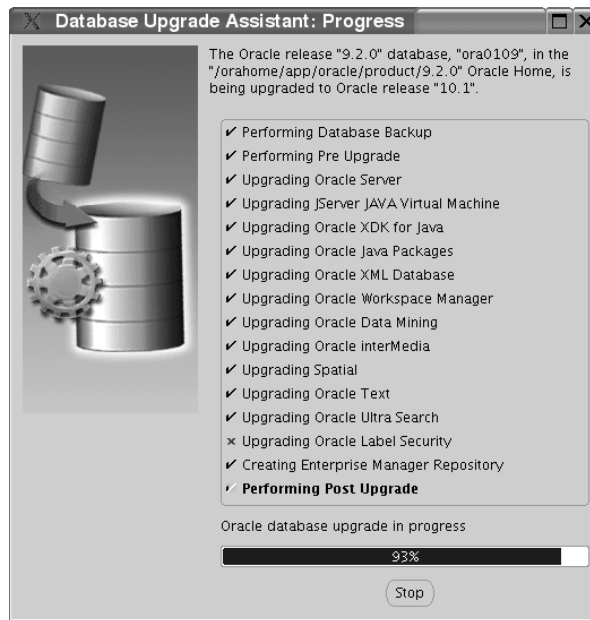 Database Upgrade Assistant: Progress
The Oracle release "9.2.0" database, "ora0109", in the
"/orahome/app/oracle/product/9.2.0" Oracle Home, is
being upgraded to Oracle release "10.1".
Performing Database Backup
Performing Pre Upgrade
Upgrading Oracle Server
Upgrading JServer JAVA Virtual Machine
Upgrading Oracle XDK for Java
Upgrading Oracle Java Packages
Upgrading Oracle XML Database
Upgrading Oracle Workspace Manager
Upgrading Oracle Data Mining
Upgrading Oracle interMedia
Upgrading Spatial
Upgrading Oracle Text
Upgrading Oracle Ultra Search
Upgrading Oracle Label Security
Creating Enterprise Manager Repository
Performing Post Upgrade
Oracle database upgrade in progress
93%
Stop